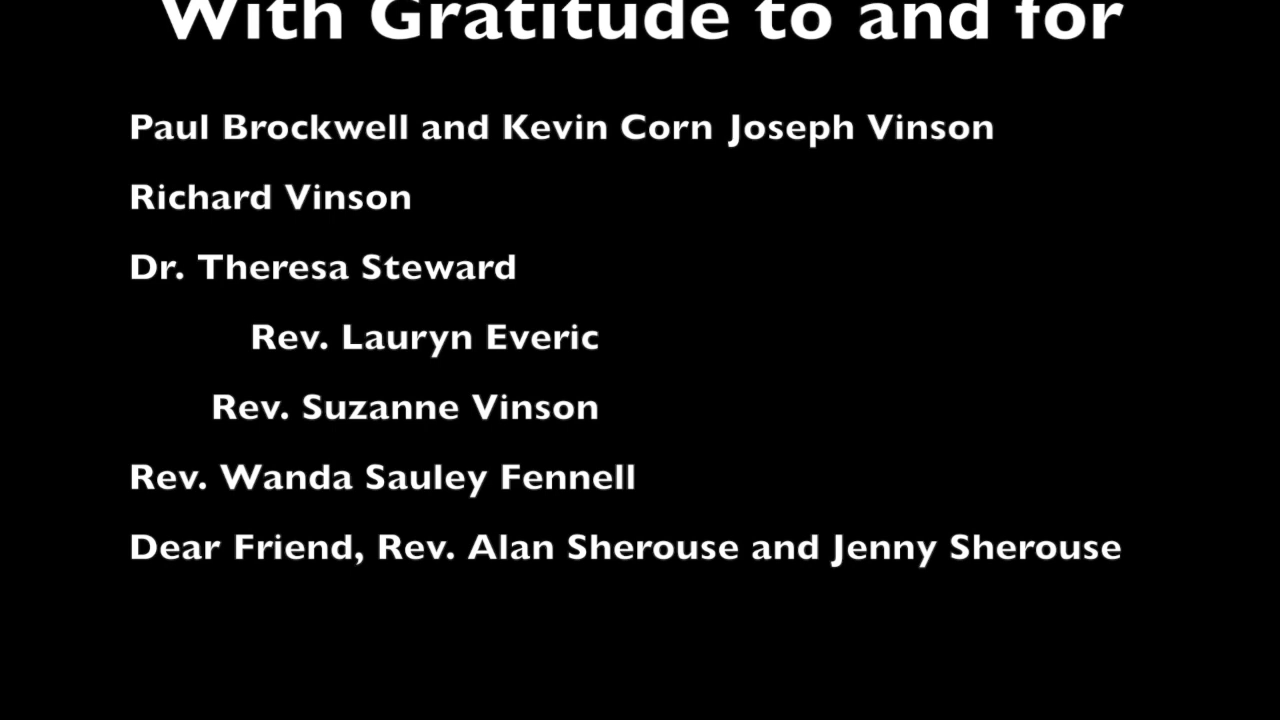 With Gratitude to and for
Paul Brockwell and Kevin Corn Joseph Vinson
Richard Vinson
Dr. Theresa Steward
Rev. Lauryn Everic
Rev. Suzanne Vinson
Rev. Wanda Sauley Fennell
Dear Friend, Rev. Alan Sherouse and Jenny Sherouse